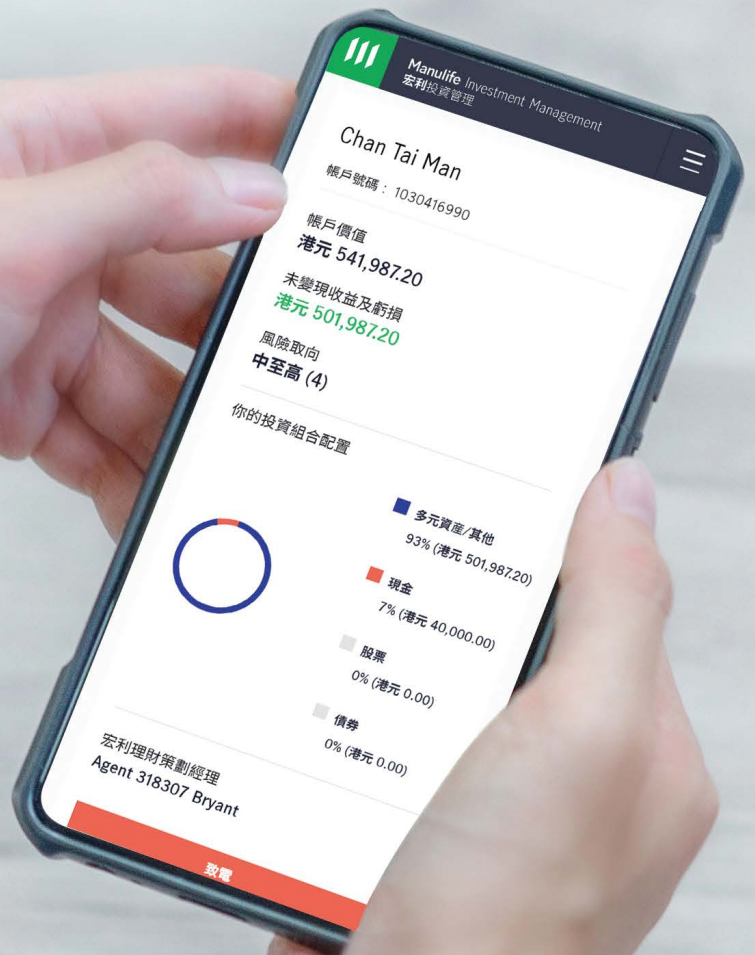 Manulife Investment Management
宏利投資管理
Chan Tai Man
帳戶號碼： 1030416990
帳戶價值
港元 541,987.20
未變現收益及虧損
港元 501,987.20
風險取向
中至高 (4)
你的投資組合配置
多元資產/其他
93% (港元 501,987.20)
現金
7% (港元 40,000.00)
股票
0% (港元 0.00)
債券
0% (港元 0.00)
宏利理財策劃經理
Agent 318307 Bryant
致電